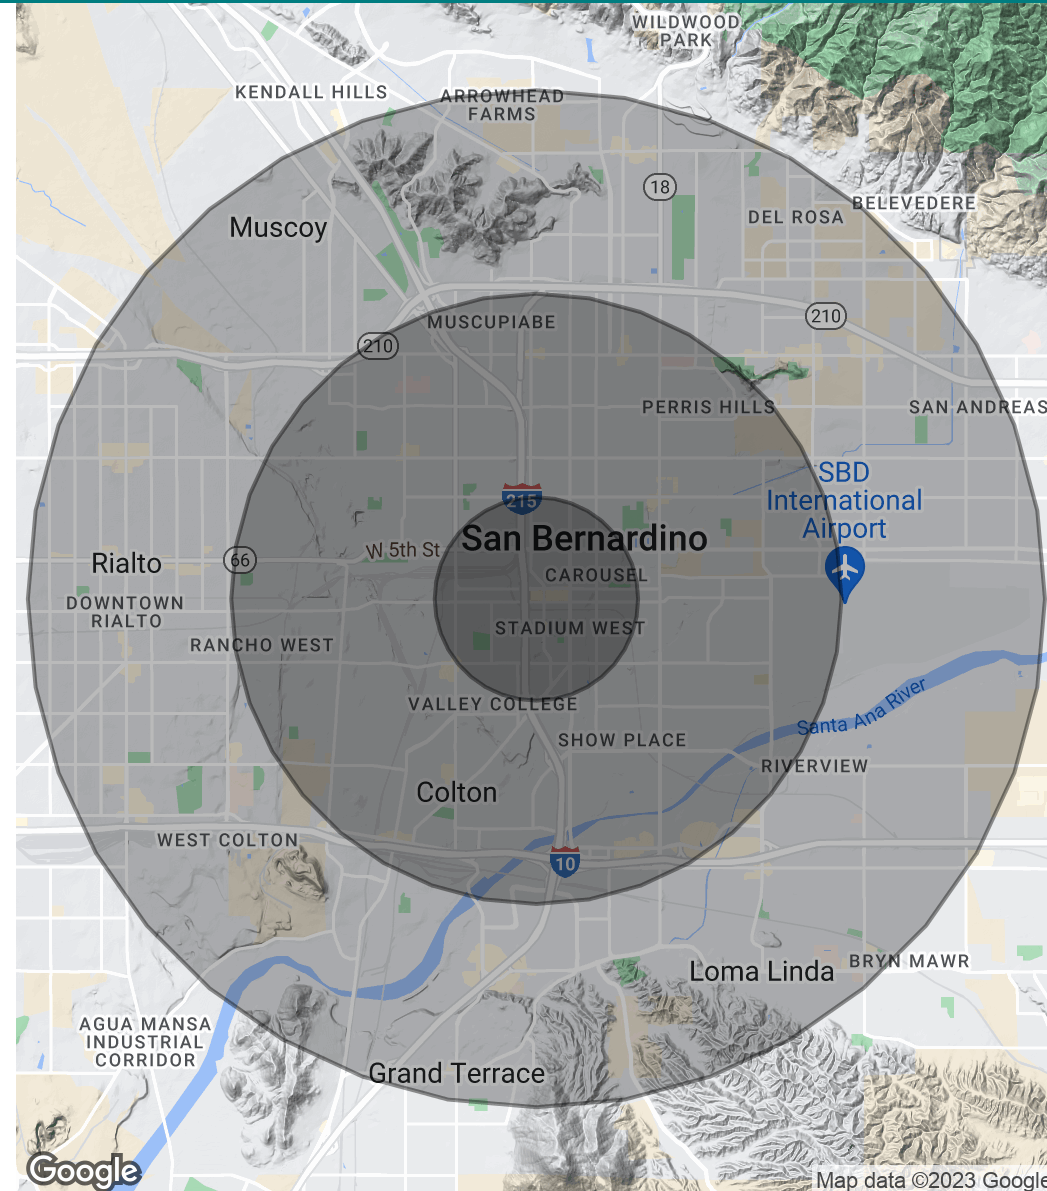 WILDWOOD
PARK
KENDALL HILLS
ARROWHEAD
FARMS
18
BELEVEDERE
DEL ROSA
Muscoy
210
MUSCUPIABE
210
PERRIS HILLS
SAN ANDREAS
SBD
International
Airport
215
San Bernardino
W 5th St
66
Rialto
CAROUSEL
DOWNTOWN
RIALTO
STADIUM WEST
RANCHO WEST
Santa Ana River
VALLEY COLLEGE
SHOW PLACE
RIVERVIEW
Colton
WEST COLTON
10
BRYN MAWR
Loma Linda
AGUA MANSA
INDUSTRIAL
CORRIDOR
Grand Terrace
Google
Map data ©2023 Google